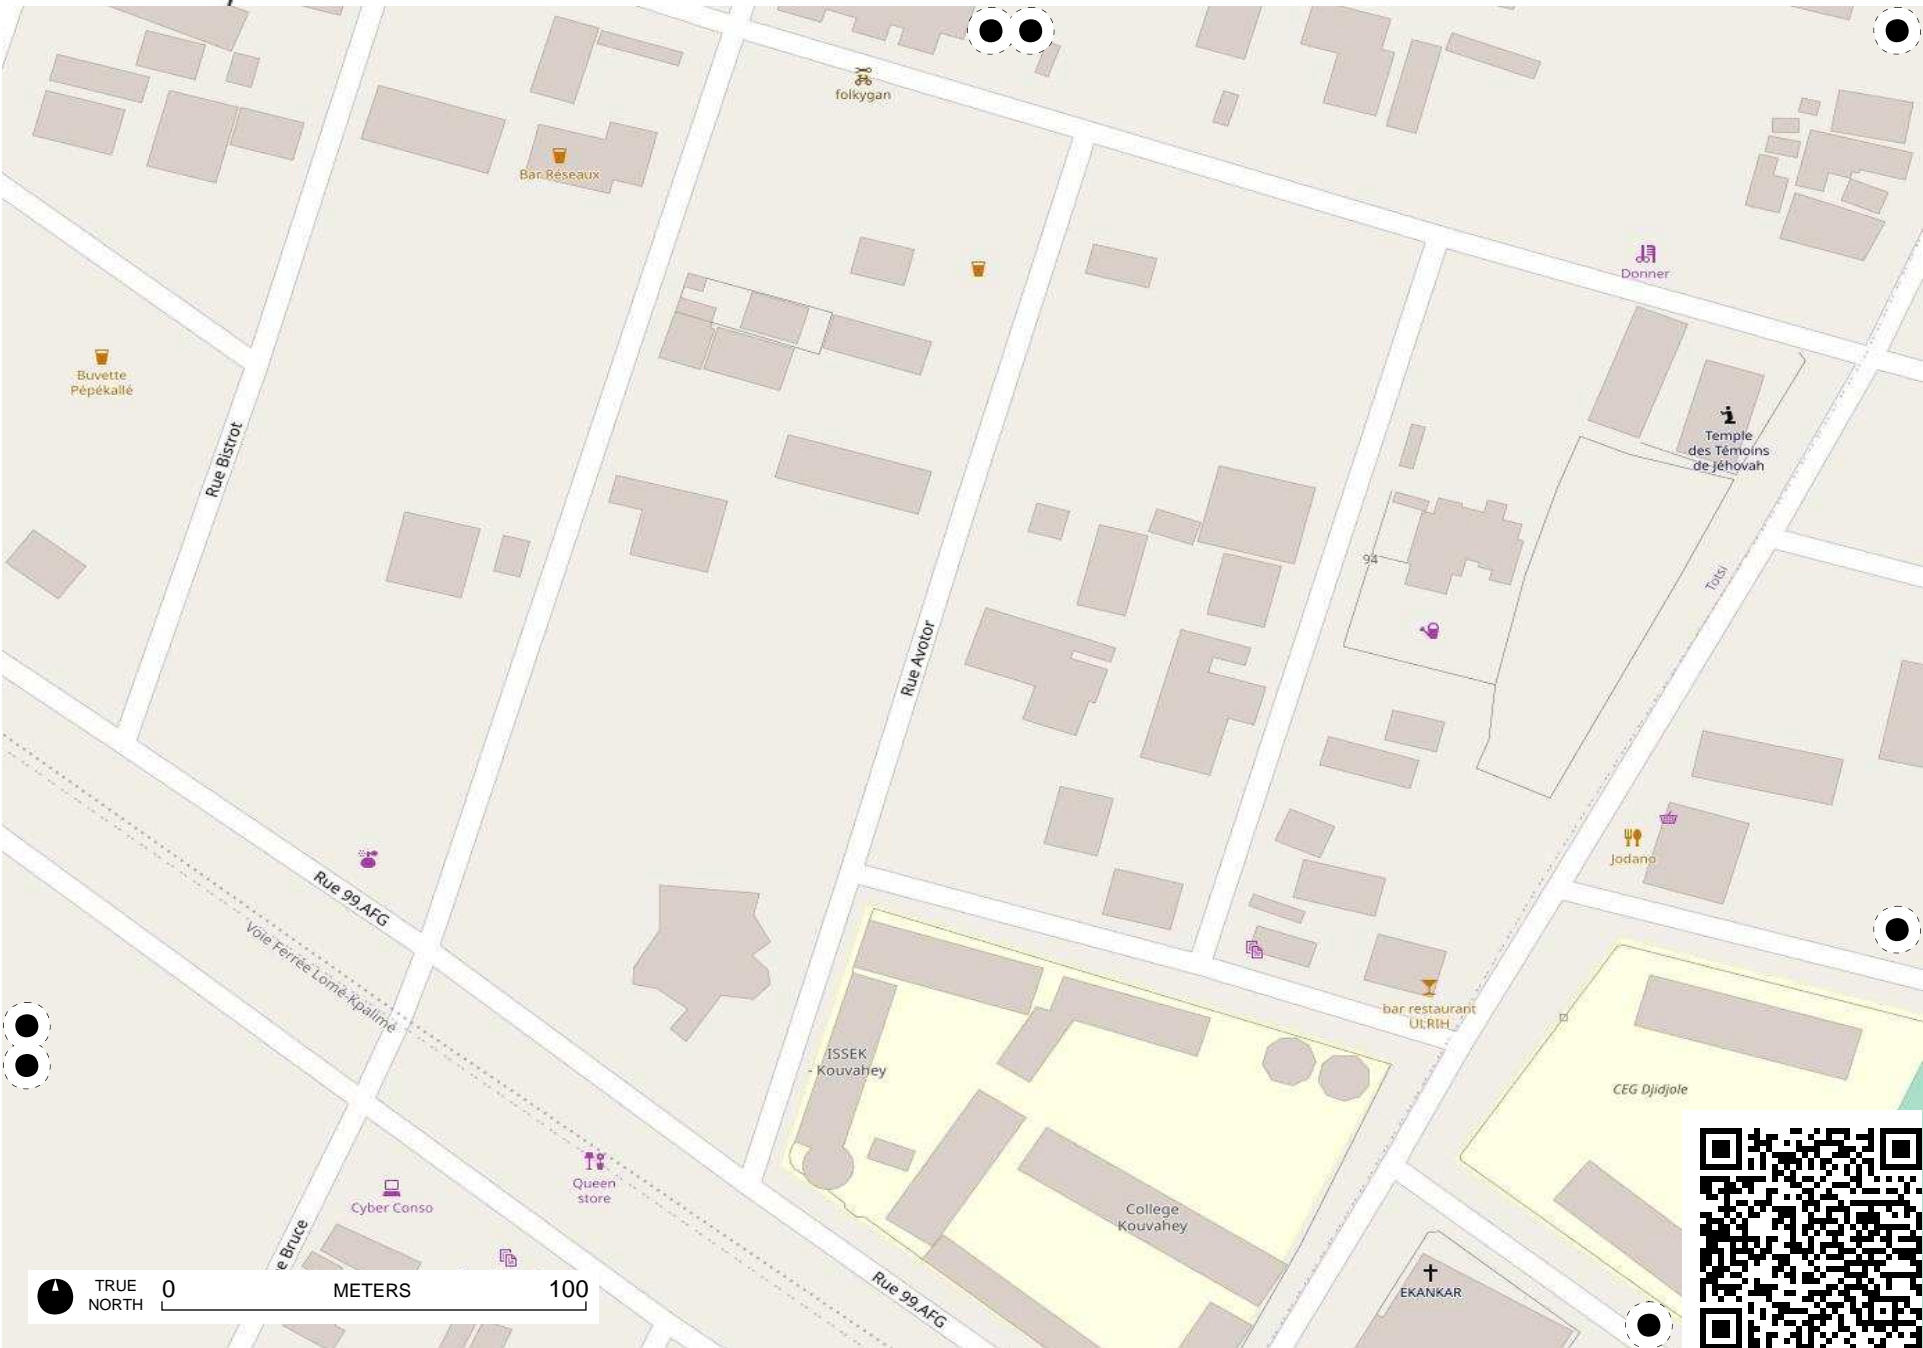 folkygan
Bar Réseaux
Donner
Buvette
Pépékallé
Rue Bistrot
Temple
des Témoins
de Jéhovah
94
Totsi
Rue Avotor
Jodano
Rue 99.AFG
Voie Ferrée Lomé-Kpalimé
bar restaurant
ULRIH
ISSEK
- Kouvahey
CEG Djidjole
Queen
store
Cyber Conso
College
Kouvahey
e Bruce
Rue 99.AFG
EKANKAR
TRUE
NORTH
0 METERS 100